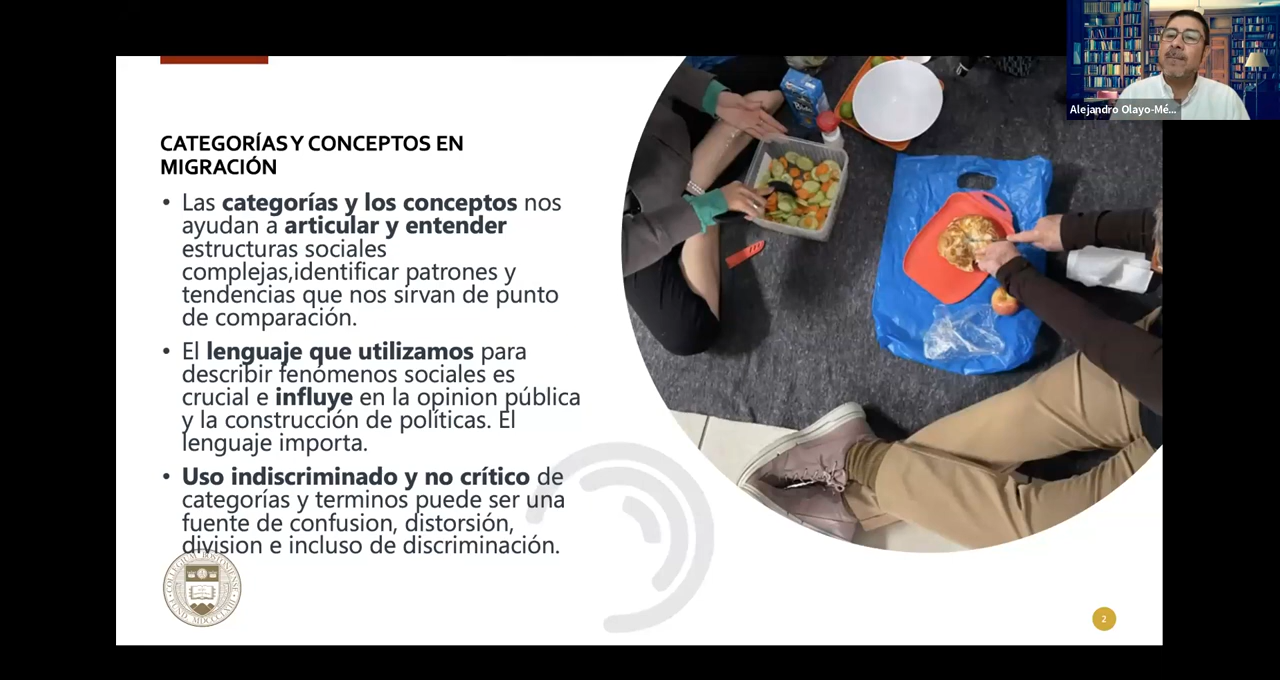 Alejandro Olayo-Mé...
CATEGORÍAS Y CONCEPTOS EN
MIGRACIÓN
• Las categorías y los conceptos nos
ayudan a articular y entender
estructuras sociales
complejas,identificar patrones y
tendencias que nos sirvan de punto
de comparación.
• El lenguaje que utilizamos para
describir fenómenos sociales es
crucial e influye en la opinion pública
y la construcción de políticas. El
lenguaje importa.
• Uso indiscriminado y no crítico de
categorías y terminos puede ser una
fuente de confusion, distorsión,
division e incluso de discriminación.
2